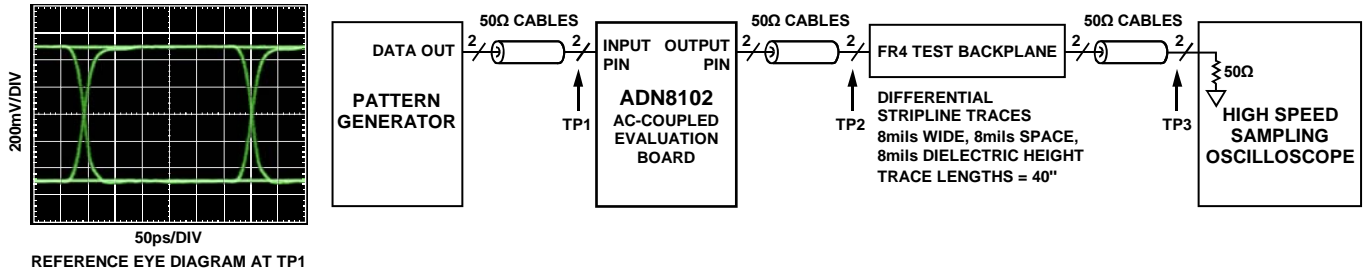 200mV/DIV
50ps/DIV
REFERENCE EYE DIAGRAM AT TP1
DATA OUT
PATTERN
GENERATOR
50Ω CABLES
2
2
TP1
INPUT
PIN
OUTPUT
PIN
ADN8102
AC-COUPLED
EVALUATION
BOARD
50Ω CABLES
2
2
TP2
FR4 TEST BACKPLANE
DIFFERENTIAL
STRIPLINE TRACES
8mils WIDE, 8mils SPACE,
8mils DIELECTRIC HEIGHT
TRACE LENGTHS = 40"
50Ω CABLES
2
2
TP3
50Ω
HIGH SPEED
SAMPLING
OSCILLOSCOPE